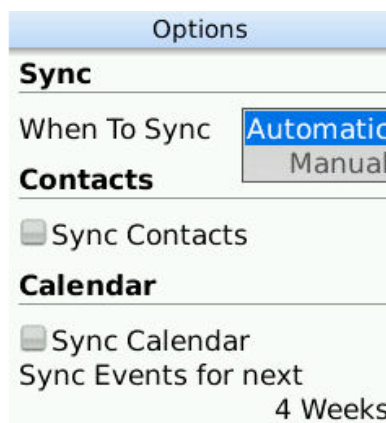 Options
Sync
When To Sync Automatic
Manual
Contacts
Sync Contacts
Calendar
Sync Calendar
Sync Events for next
4 Weeks